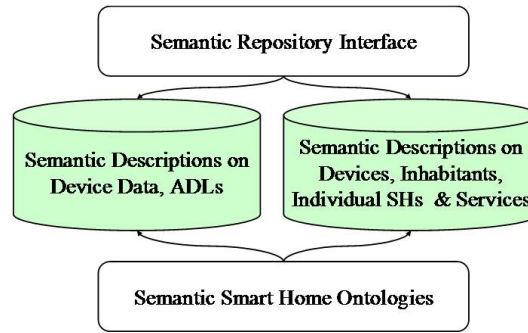 Semantic Repository Interface
Semantic Descriptions on
Device Data, ADLs
Semantic Descriptions on
Devices, Inhabitants,
Individual SHs & Services
Semantic Smart Home Ontologies